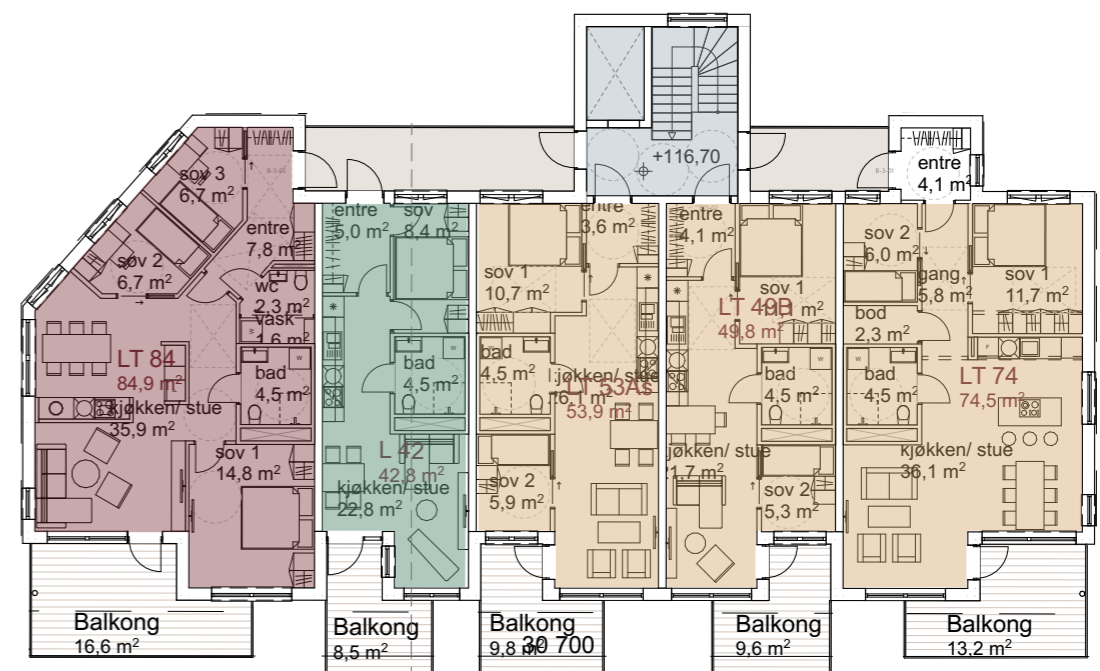 +116,70
entre
4,1 m²
sov 3
6,7 m²
entre
7,8 m²
sov 2
6,7 m²
wc
2,3 m²
vask
1,6 m²
LT 84
84,9 m²
bad
4,5 m²
kjøkken/ stue
35,9 m²
sov 1
14,8 m²
entre
5,0 m²
sov
8,4 m²
bad
4,5 m²
L 42
42,8 m²
kjøkken/ stue
22,8 m²
entre
3,6 m²
sov 1
10,7 m²
bad
4,5 m²
kjøkken/ stue
26,1 m²
LT 53As
53,9 m²
sov 2
5,9 m²
entre
4,1 m²
sov 1
LT 49B
49,8 m²
bad
4,5 m²
kjøkken/ stue
21,7 m²
sov 2
5,3 m²
sov 2
6,0 m²
gang
5,8 m²
sov 1
11,7 m²
bod
2,3 m²
bad
4,5 m²
LT 74
74,5 m²
kjøkken/ stue
36,1 m²
Balkong
16,6 m²
Balkong
8,5 m²
Balkong
9,8 m²
30 700
Balkong
9,6 m²
Balkong
13,2 m²